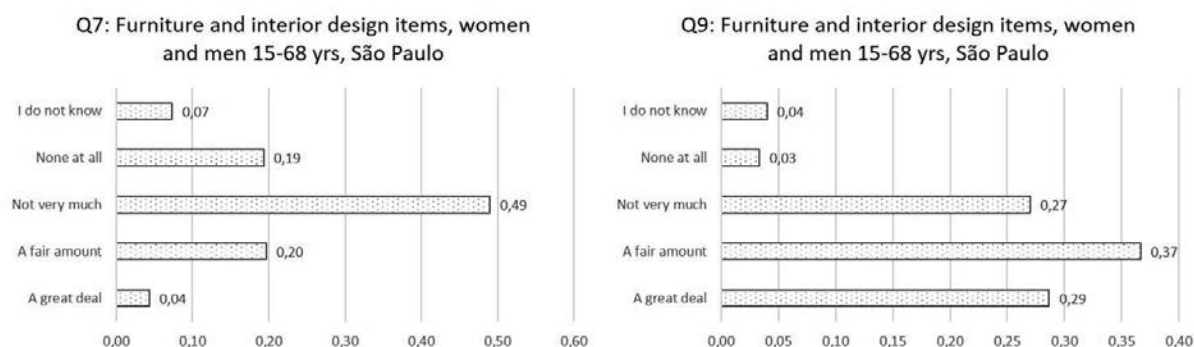 Q7: Furniture and interior design items, women
and men 15-68 yrs, São Paulo
I do not know
0,07
None at all
0,19
Not very much
0,49
A fair amount
0,20
A great deal
0,04
0,00 0,10 0,20 0,30 0,40 0,50 0,60
Q9: Furniture and interior design items, women
and men 15-68 yrs, São Paulo
I do not know
0,04
None at all
0,03
Not very much
0,27
A fair amount
0,37
A great deal
0,29
0,00 0,05 0,10 0,15 0,20 0,25 0,30 0,35 0,40